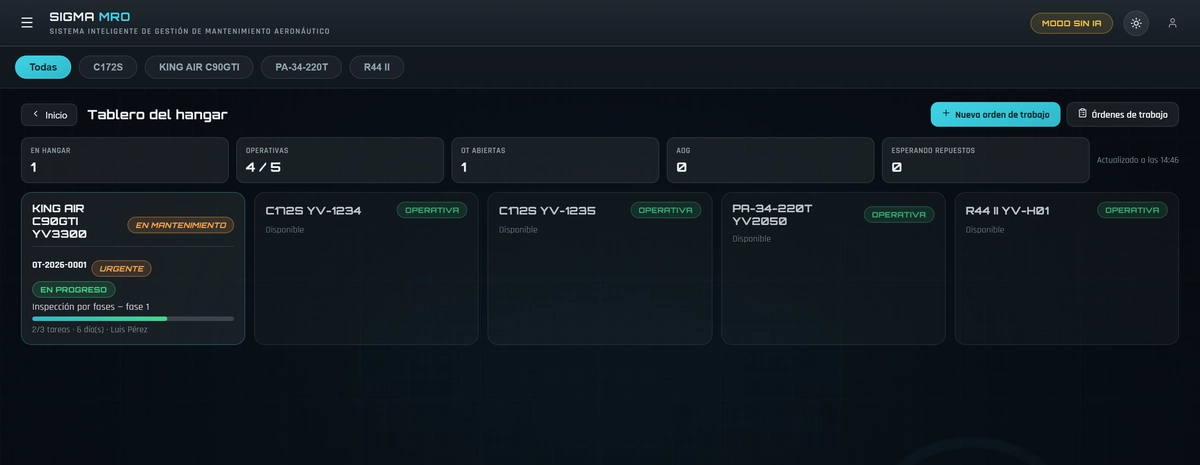 SIGMA MRO
SISTEMA INTELIGENTE DE GESTIÓN DE MANTENIMIENTO AERONÁUTICO
MODO SIN IA
Todas
C172S
KING AIR C90GTI
PA-34-220T
R44 II
Inicio
Tablero del hangar
Nueva orden de trabajo
Órdenes de trabajo
EN HANGAR
1
OPERATIVAS
4 / 5
OT ABIERTAS
1
AOG
0
ESPERANDO REPUESTOS
0
Actualizado a las 14:46
KING AIR
C90GTI
YV3300
EN MANTENIMIENTO
OT-2026-0001
URGENTE
EN PROGRESO
Inspección por fases – fase 1
2/3 tareas · 6 día(s) · Luis Pérez
C172S YV-1234
OPERATIVA
Disponible
C172S YV-1235
OPERATIVA
Disponible
PA-34-220T
YV2050
OPERATIVA
Disponible
R44 II YV-H01
OPERATIVA
Disponible